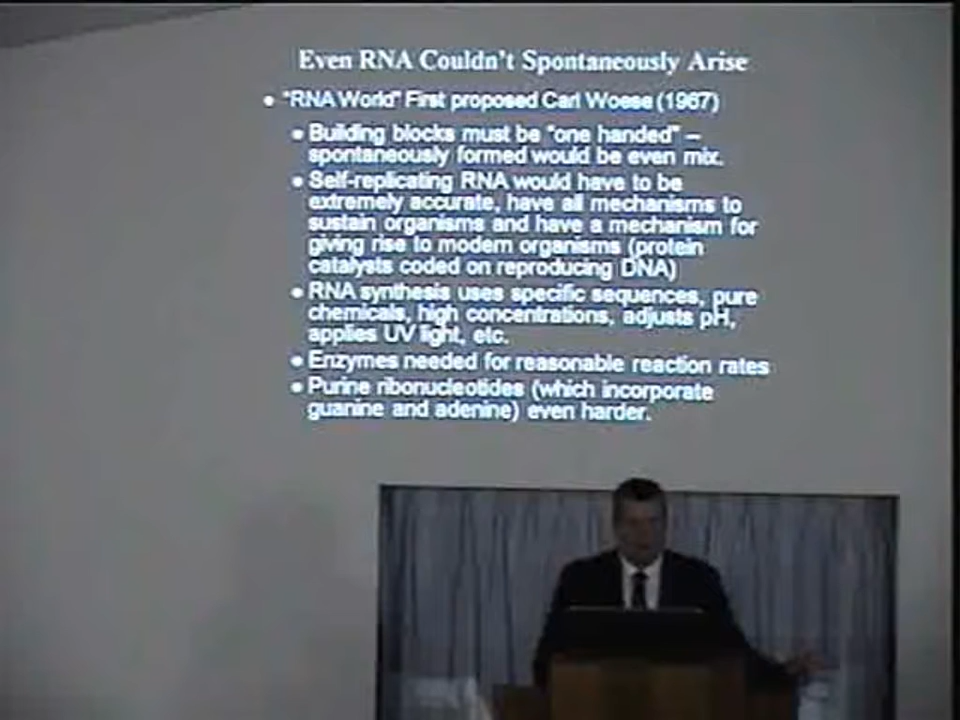 Even RNA Couldn't Spontaneously Arise
• "RNA World" First proposed Carl Woese (1967)
• Building blocks must be "one handed" –
spontaneously formed would be even mix.
• Self-replicating RNA would have to be
extremely accurate, have all mechanisms to
sustain organisms and have a mechanism for
giving rise to modern organisms (protein
catalysts coded on reproducing DNA)
• RNA synthesis uses specific sequences, pure
chemicals, high concentrations, adjusts pH,
applies UV light, etc.
• Enzymes needed for reasonable reaction rates
• Purine ribonucleotides (which incorporate
guanine and adenine) even harder.